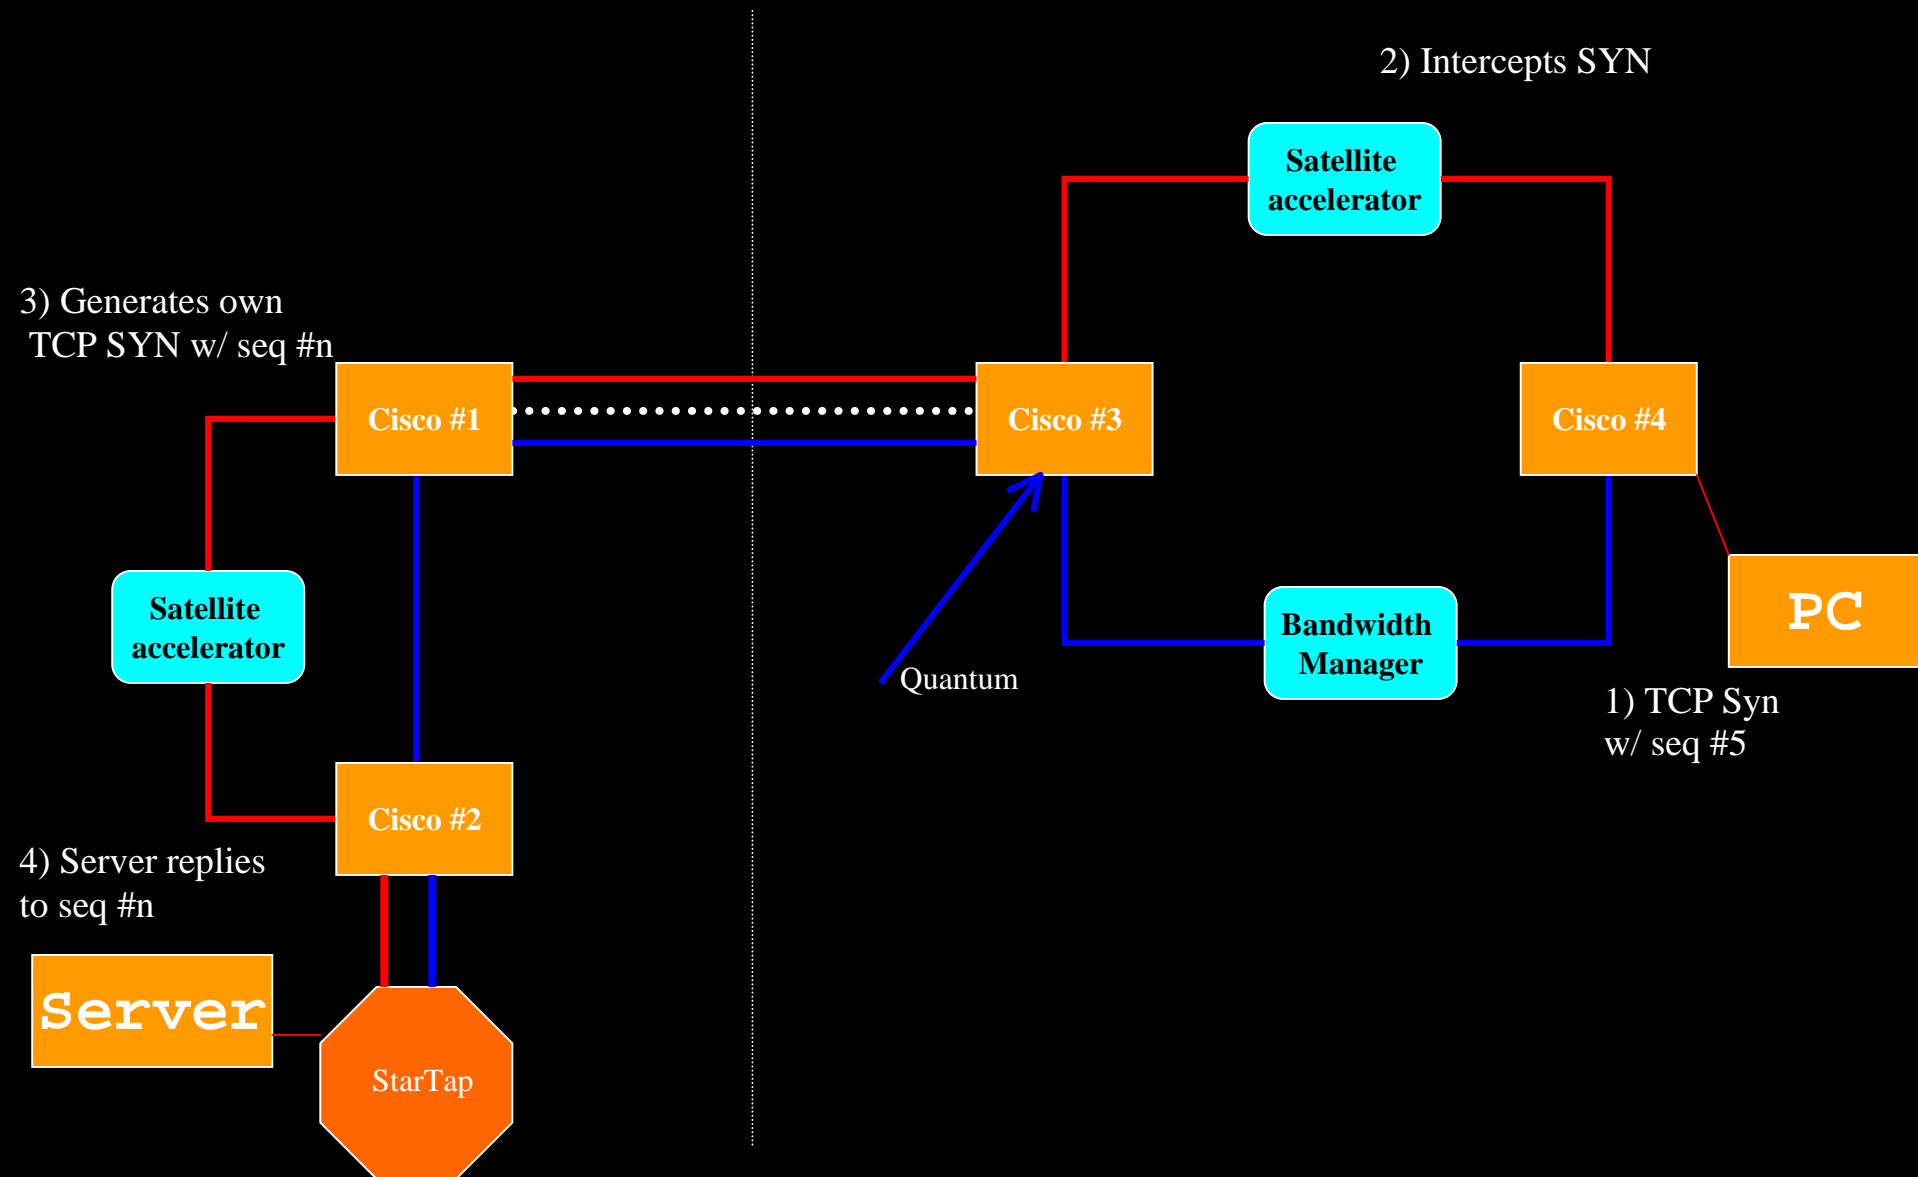 2) Intercepts SYN
Satellite
accelerator
3) Generates own
TCP SYN w/ seq #n
Cisco #1
Cisco #3
Cisco #4
Satellite
accelerator
PC
Bandwidth
Manager
Quantum
1) TCP Syn
w/ seq #5
Cisco #2
4) Server replies
to seq #n
Server
StarTap